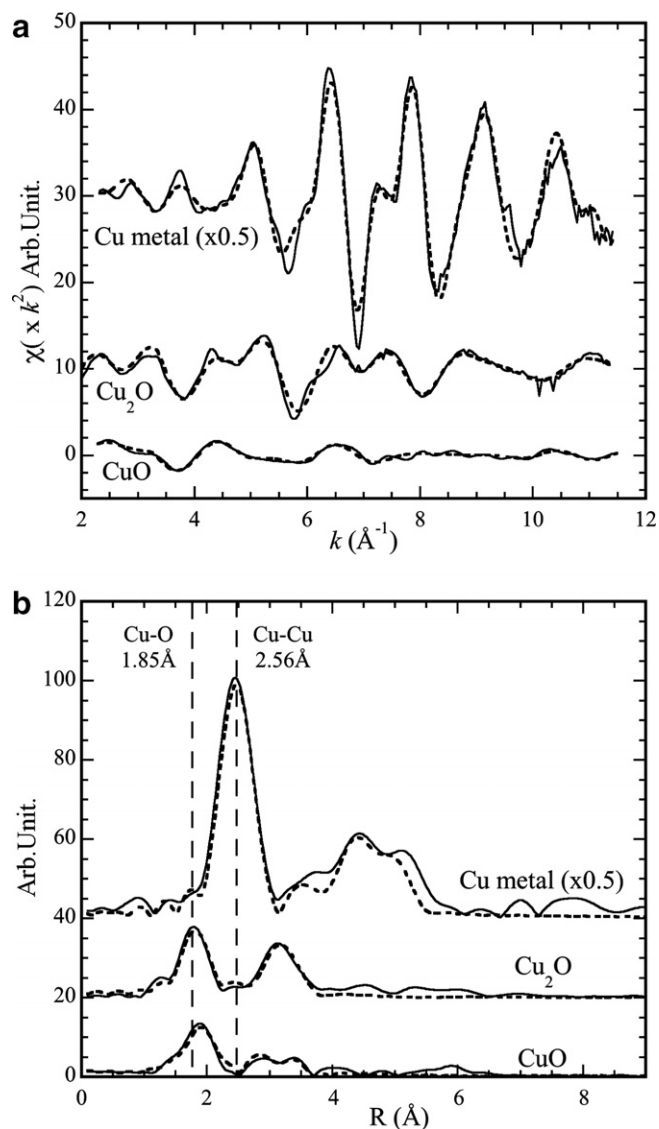 a
50
40
30
20
10
0
χ( x k²) Arb.Unit.
Cu metal (x0.5)
Cu₂O
CuO
2 4 6 8 10 12
k (Å⁻¹)
b
120
100
80
60
40
20
0
Arb.Unit.
Cu-O Cu-Cu
1.85Å 2.56Å
Cu metal (x0.5)
Cu₂O
CuO
0 2 4 6 8
R (Å)